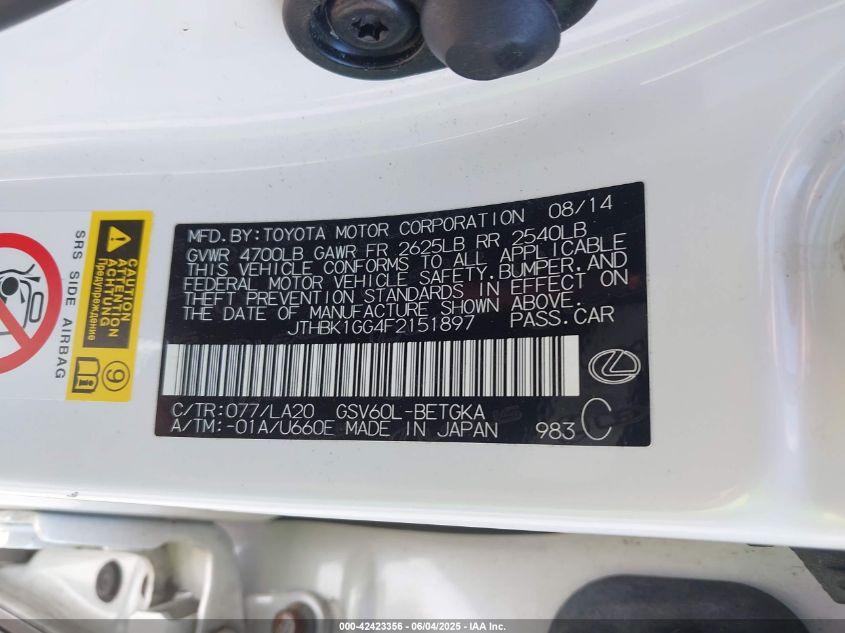 MFD. BY: TOYOTA MOTOR CORPORATION 08/14
GVWR 4700LB GAWR FR 2625LB RR 2540LB
THIS VEHICLE CONFORMS TO ALL APPLICABLE
FEDERAL MOTOR VEHICLE SAFETY, BUMPER, AND
THEFT PREVENTION STANDARDS IN EFFECT ON
THE DATE OF MANUFACTURE SHOWN ABOVE.
JTHBK1GG4F2151897 PASS. CAR
C/TR: 077/LA20 GSV60L-BETGKA
A/TM: -01A/U660E MADE IN JAPAN 983 C
SRS SIDE AIRBAG
CAUTION
ATTENTION
ACHTUNG
Предупреждение
9
000-42423356 - 06/04/2025 - IAA Inc.